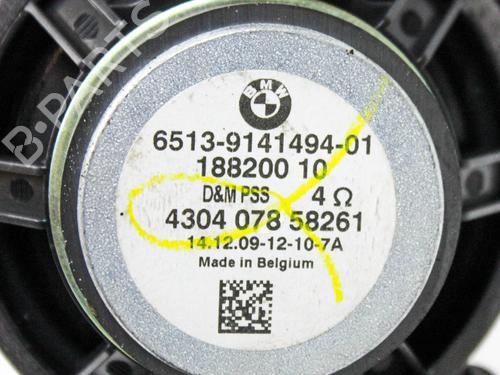 BMW
6513-9141494-01
188200 10
D&M PSS 4 Ω
4304 078 58261
14.12.09-12-10-7A
Made in Belgium
B-PARTS